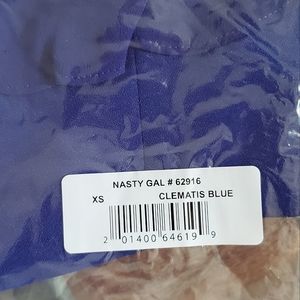 NASTY GAL # 62916
XS CLEMATIS BLUE
2 01400 64619 9